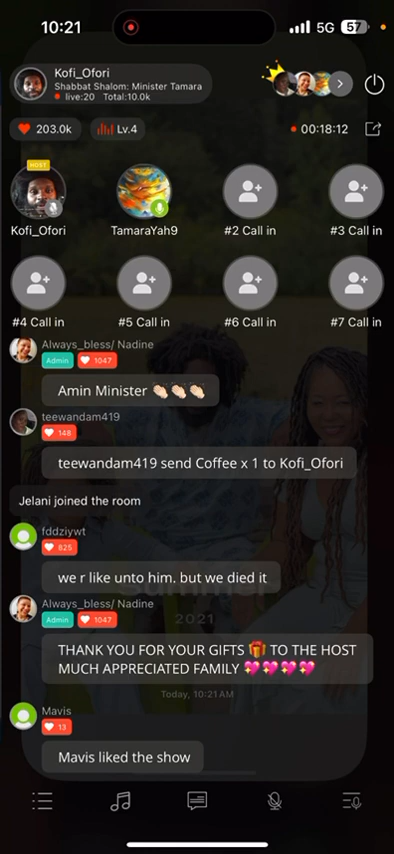 10:21
5G
57
Kofi_Ofori
Shabbat Shalom: Minister Tamara
live:20 Total:10.0k
203.0k
Lv.4
00:18:12
HOST
Kofi_Ofori
TamaraYah9
#2 Call in
#3 Call in
#4 Call in
#5 Call in
#6 Call in
#7 Call in
Always_bless/ Nadine
Admin
1047
Amin Minister 👏🏻👏🏻👏🏻
teewandam419
148
teewandam419 send Coffee x 1 to Kofi_Ofori
Jelani joined the room
fddziywt
825
we r like unto him. but we died it
Always_bless/ Nadine
Admin
1047
2021
THANK YOU FOR YOUR GIFTS 🎁 TO THE HOST
MUCH APPRECIATED FAMILY 💖💖💖💖
Today, 10:21 AM
Mavis
13
Mavis liked the show